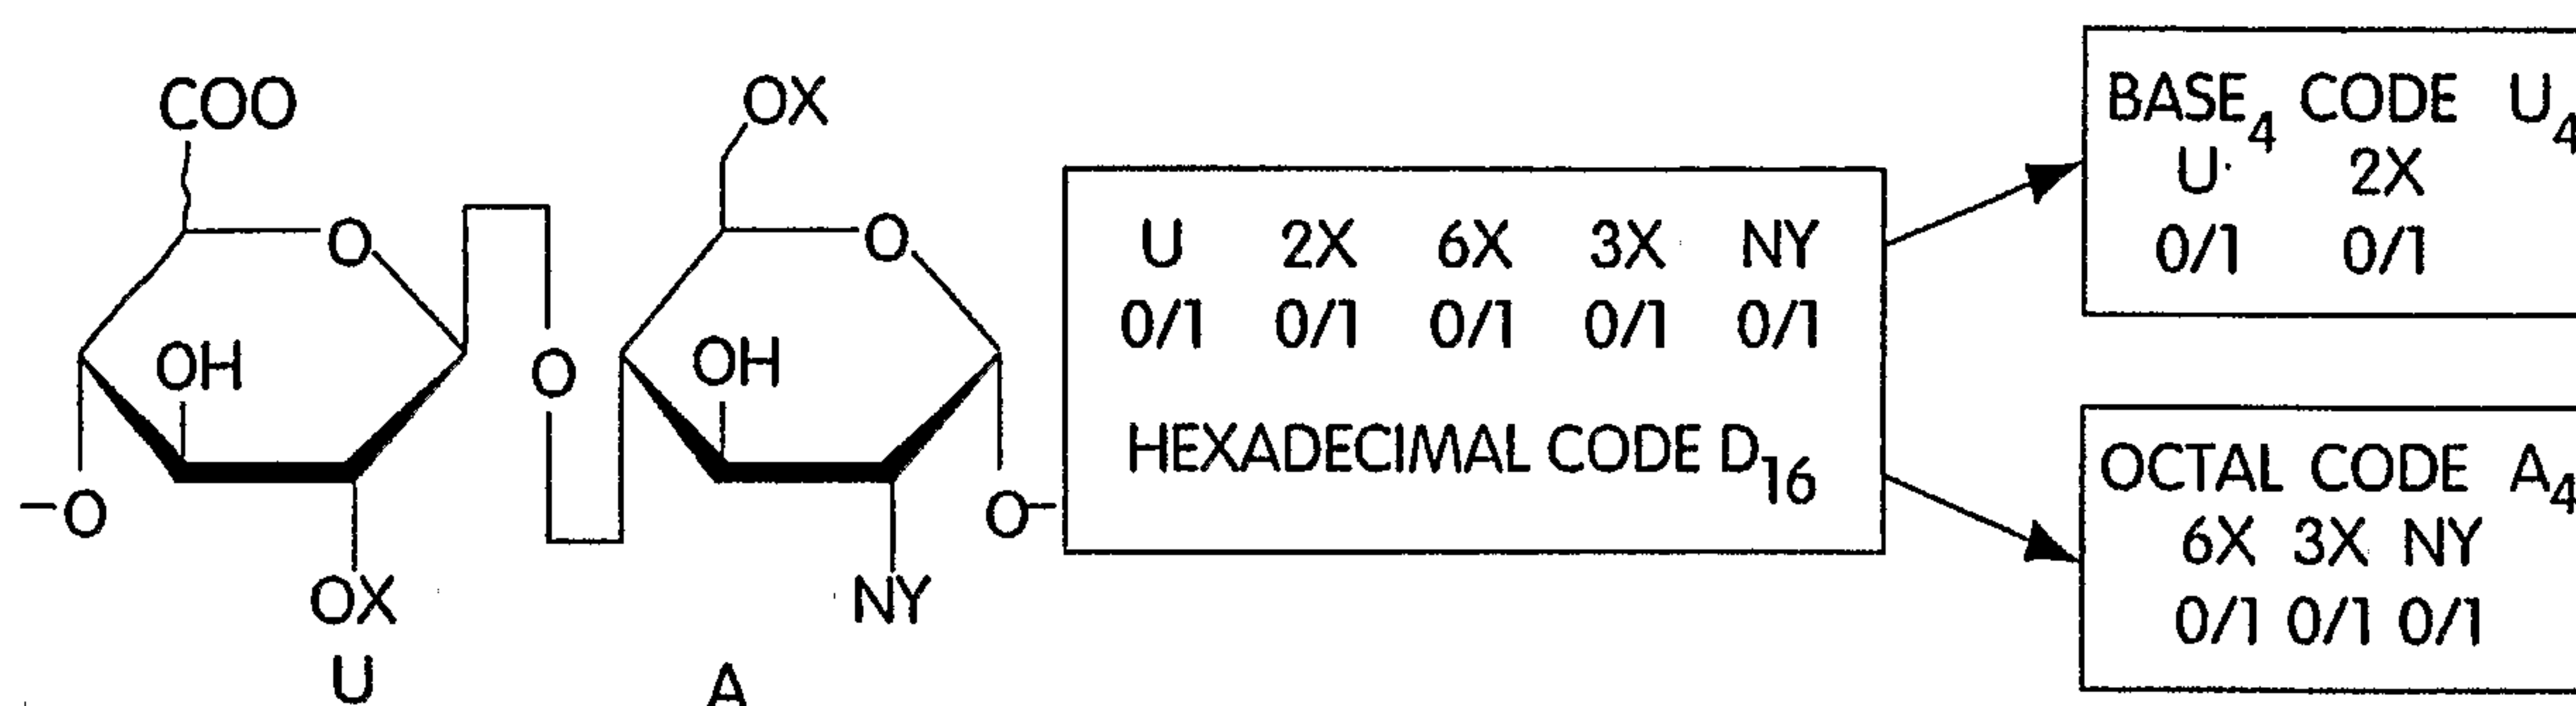 COO
O
OH
-O
OX
U
O
OX
O
OH
O-
NY
A
U 2X 6X 3X NY
0/1 0/1 0/1 0/1 0/1
HEXADECIMAL CODE D16
BASE4 CODE U4
U 2X
0/1 0/1
OCTAL CODE A4
6X 3X NY
0/1 0/1 0/1